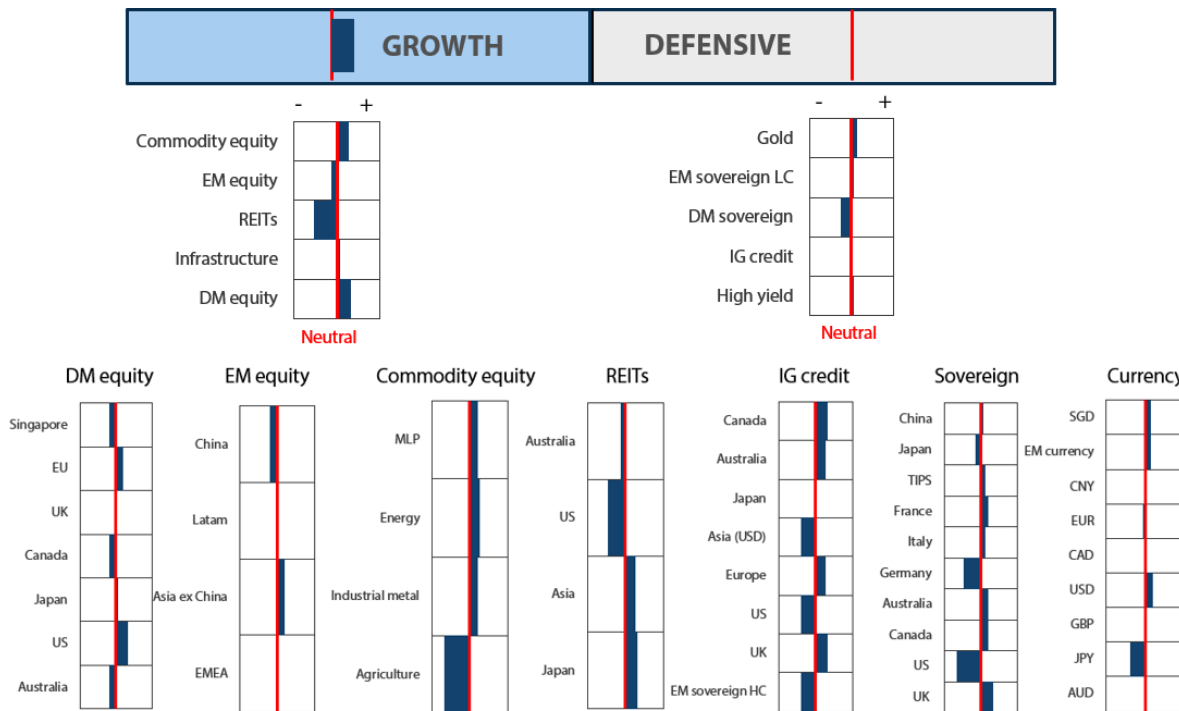 GROWTH
DEFENSIVE
- +
Commodity equity
EM equity
REITs
Infrastructure
DM equity
Neutral
- +
Gold
EM sovereign LC
DM sovereign
IG credit
High yield
Neutral
DM equity
Singapore
EU
UK
Canada
Japan
US
Australia
EM equity
China
Latam
Asia ex China
EMEA
Commodity equity
MLP
Energy
Industrial metal
Agriculture
REITs
Australia
US
Asia
Japan
IG credit
Canada
Australia
Japan
Asia (USD)
Europe
US
UK
EM sovereign HC
Sovereign
China
Japan
TIPS
France
Italy
Germany
Australia
Canada
US
UK
Currency
SGD
EM currency
CNY
EUR
CAD
USD
GBP
JPY
AUD